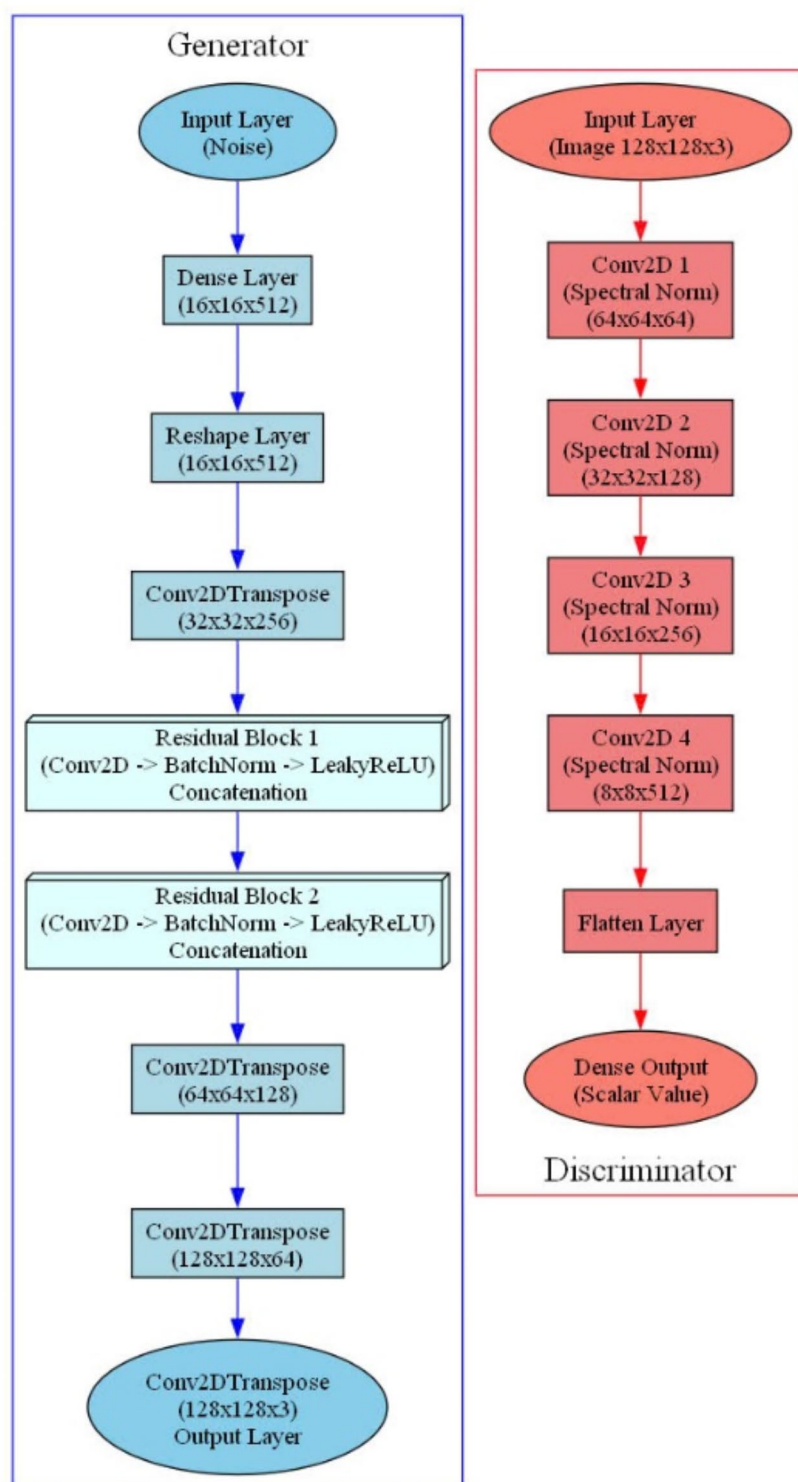 Generator
Input Layer
(Noise)
Dense Layer
(16x16x512)
Reshape Layer
(16x16x512)
Conv2DTranspose
(32x32x256)
Residual Block 1
(Conv2D -> BatchNorm -> LeakyReLU)
Concatenation
Residual Block 2
(Conv2D -> BatchNorm -> LeakyReLU)
Concatenation
Conv2DTranspose
(64x64x128)
Conv2DTranspose
(128x128x64)
Conv2DTranspose
(128x128x3)
Output Layer
Input Layer
(Image 128x128x3)
Conv2D 1
(Spectral Norm)
(64x64x64)
Conv2D 2
(Spectral Norm)
(32x32x128)
Conv2D 3
(Spectral Norm)
(16x16x256)
Conv2D 4
(Spectral Norm)
(8x8x512)
Flatten Layer
Dense Output
(Scalar Value)
Discriminator